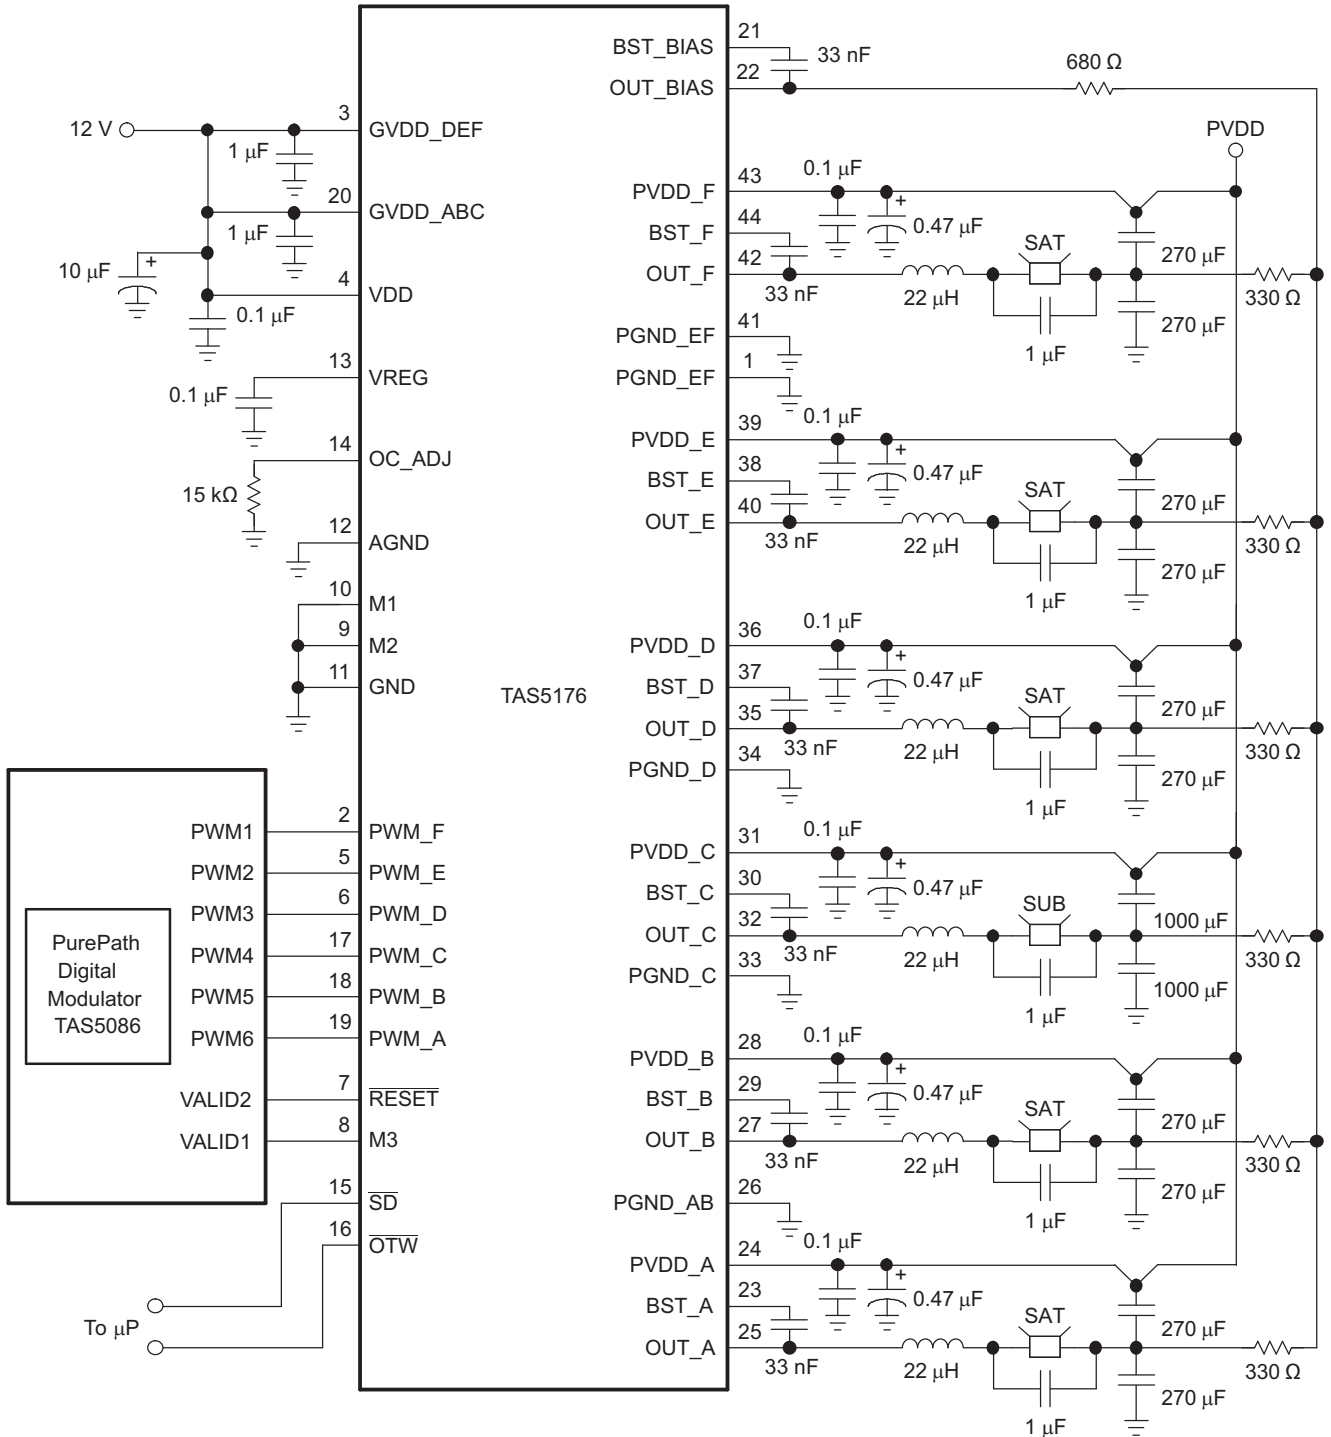 21
BST_BIAS
33 nF
22
OUT_BIAS
680 Ω
12 V
3
GVDD_DEF
1 μF
20
GVDD_ABC
1 μF
10 μF
+
4
VDD
0.1 μF
13
VREG
0.1 μF
14
OC_ADJ
15 kΩ
12
AGND
10
M1
9
M2
11
GND
TAS5176
PWM1
2
PWM_F
PWM2
5
PWM_E
PWM3
6
PWM_D
PWM4
17
PWM_C
PWM5
18
PWM_B
PWM6
19
PWM_A
PurePath
Digital
Modulator
TAS5086
VALID2
7
RESET
VALID1
8
M3
15
SD
16
OTW
To μP
PVDD
PVDD_F
43
0.1 μF
+
0.47 μF
BST_F
44
OUT_F
42
33 nF
22 μH
SAT
1 μF
270 μF
270 μF
330 Ω
PGND_EF
41
PGND_EF
1
PVDD_E
39
0.1 μF
+
0.47 μF
BST_E
38
OUT_E
40
33 nF
22 μH
SAT
1 μF
270 μF
270 μF
330 Ω
PVDD_D
36
0.1 μF
+
0.47 μF
BST_D
37
OUT_D
35
33 nF
22 μH
SAT
1 μF
270 μF
270 μF
330 Ω
PGND_D
34
PVDD_C
31
0.1 μF
+
0.47 μF
BST_C
30
OUT_C
32
33 nF
22 μH
SUB
1 μF
1000 μF
1000 μF
330 Ω
PGND_C
33
PVDD_B
28
0.1 μF
+
0.47 μF
BST_B
29
OUT_B
27
33 nF
22 μH
SAT
1 μF
270 μF
270 μF
330 Ω
PGND_AB
26
PVDD_A
24
0.1 μF
+
0.47 μF
BST_A
23
OUT_A
25
33 nF
22 μH
SAT
1 μF
270 μF
270 μF
330 Ω